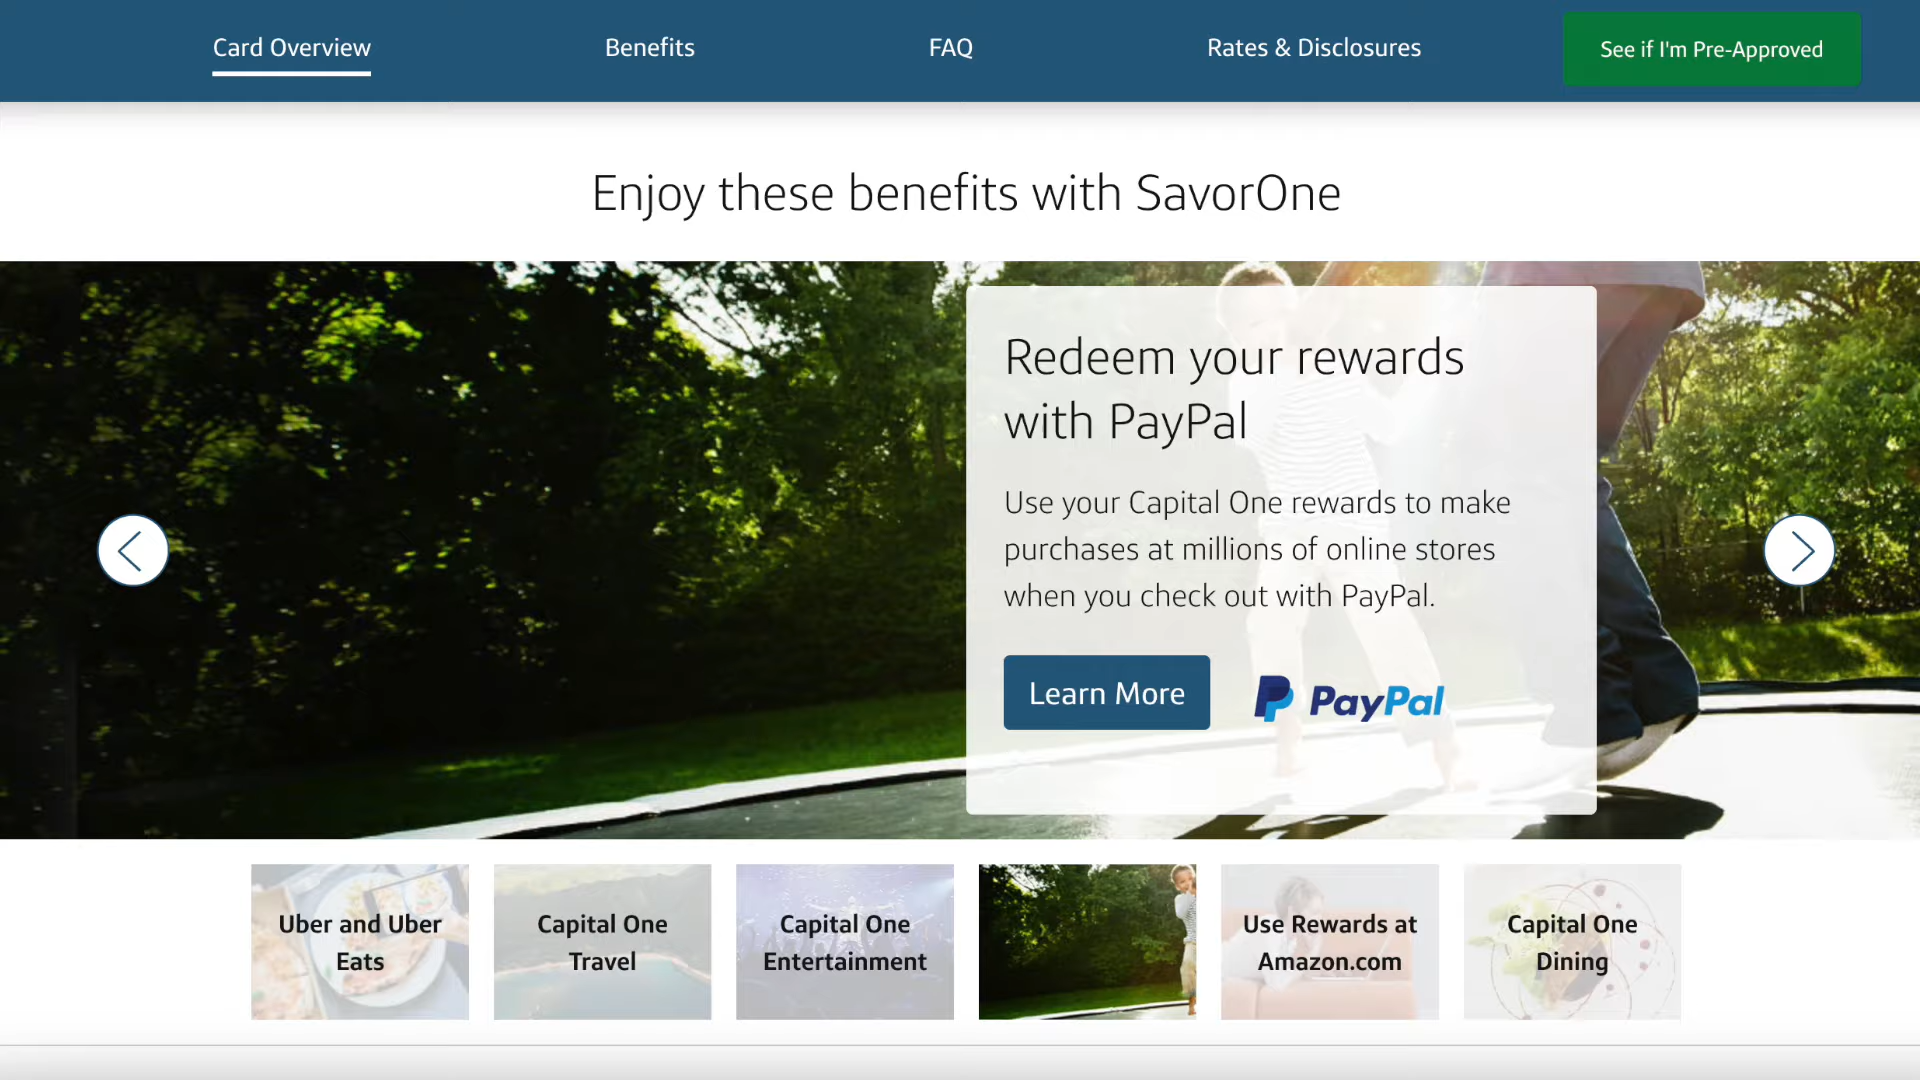 Card Overview
Benefits
FAQ
Rates & Disclosures
See if I'm Pre-Approved
Enjoy these benefits with SavorOne
Redeem your rewards
with PayPal
Use your Capital One rewards to make
purchases at millions of online stores
when you check out with PayPal.
Learn More
PayPal
Uber and Uber
Eats
Capital One
Travel
Capital One
Entertainment
Use Rewards at
Amazon.com
Capital One
Dining